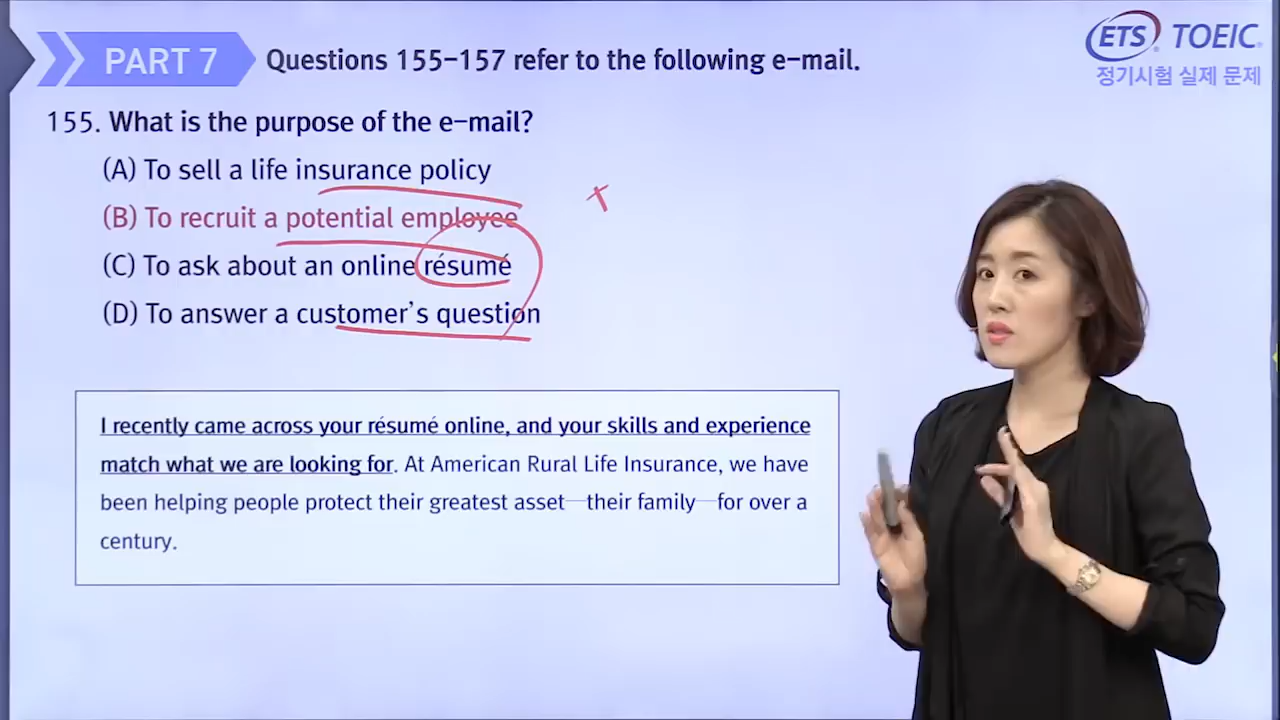 PART 7
Questions 155–157 refer to the following e–mail.
ETS® TOEIC®
정기시험 실제 문제
155. What is the purpose of the e–mail?
(A) To sell a life insurance policy
(B) To recruit a potential employee
(C) To ask about an online résumé
(D) To answer a customer's question
I recently came across your résumé online, and your skills and experience
match what we are looking for. At American Rural Life Insurance, we have
been helping people protect their greatest asset—their family—for over a
century.